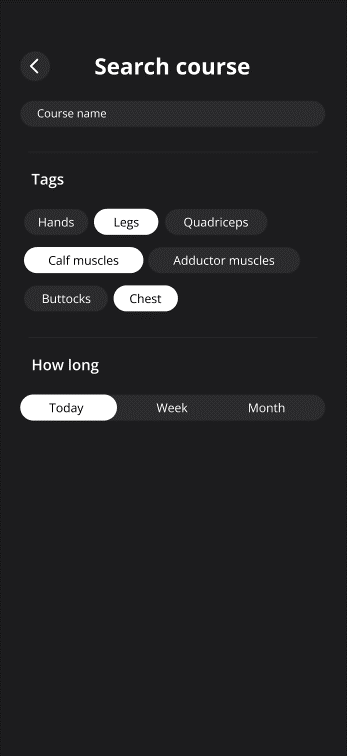 Search course
Course name
Tags
Hands Legs Quadriceps
Calf muscles Adductor muscles
Buttocks Chest
How long
Today Week Month